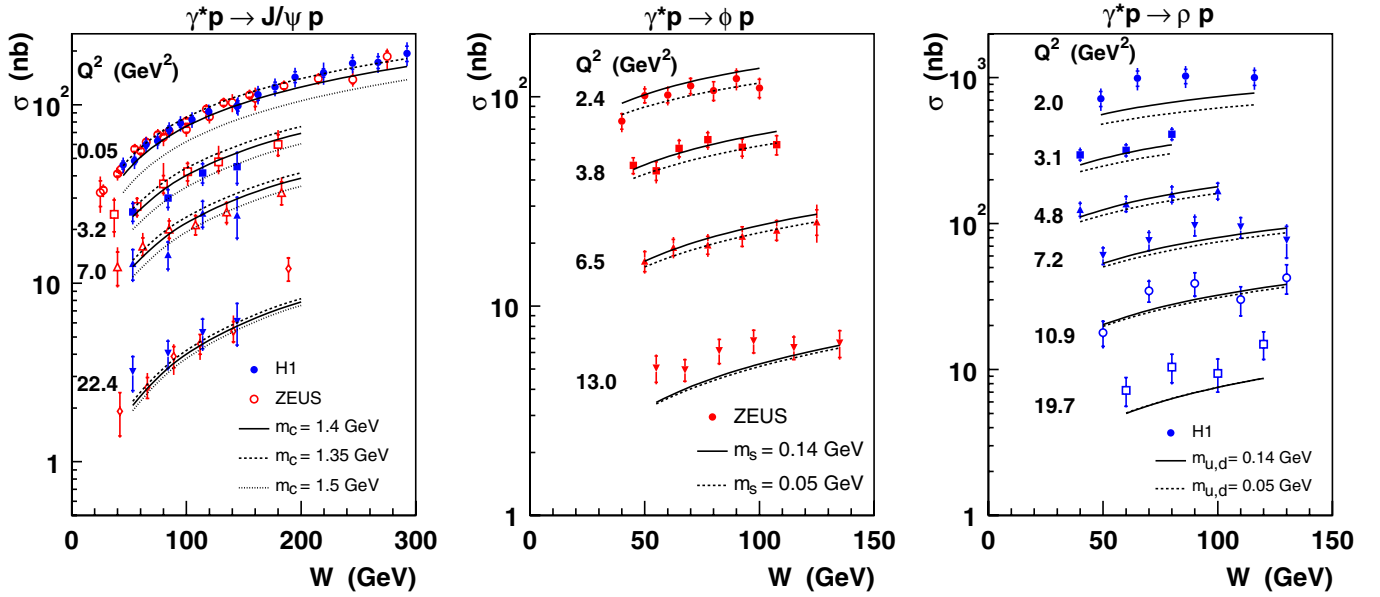 γ*p → J/ψ p
σ (nb)
Q² (GeV²)
10²
0.05
3.2
7.0
10
22.4
1
H1
ZEUS
m_c = 1.4 GeV
m_c = 1.35 GeV
m_c = 1.5 GeV
0 100 200 300
W (GeV)
γ*p → ϕ p
σ (nb)
Q² (GeV²)
2.4
10²
3.8
6.5
10
13.0
ZEUS
m_s = 0.14 GeV
m_s = 0.05 GeV
1
0 50 100 150
W (GeV)
γ*p → ρ p
σ (nb)
Q² (GeV²)
10³
2.0
3.1
4.8
10²
7.2
10.9
10
19.7
H1
m_u,d = 0.14 GeV
m_u,d = 0.05 GeV
1
0 50 100 150
W (GeV)